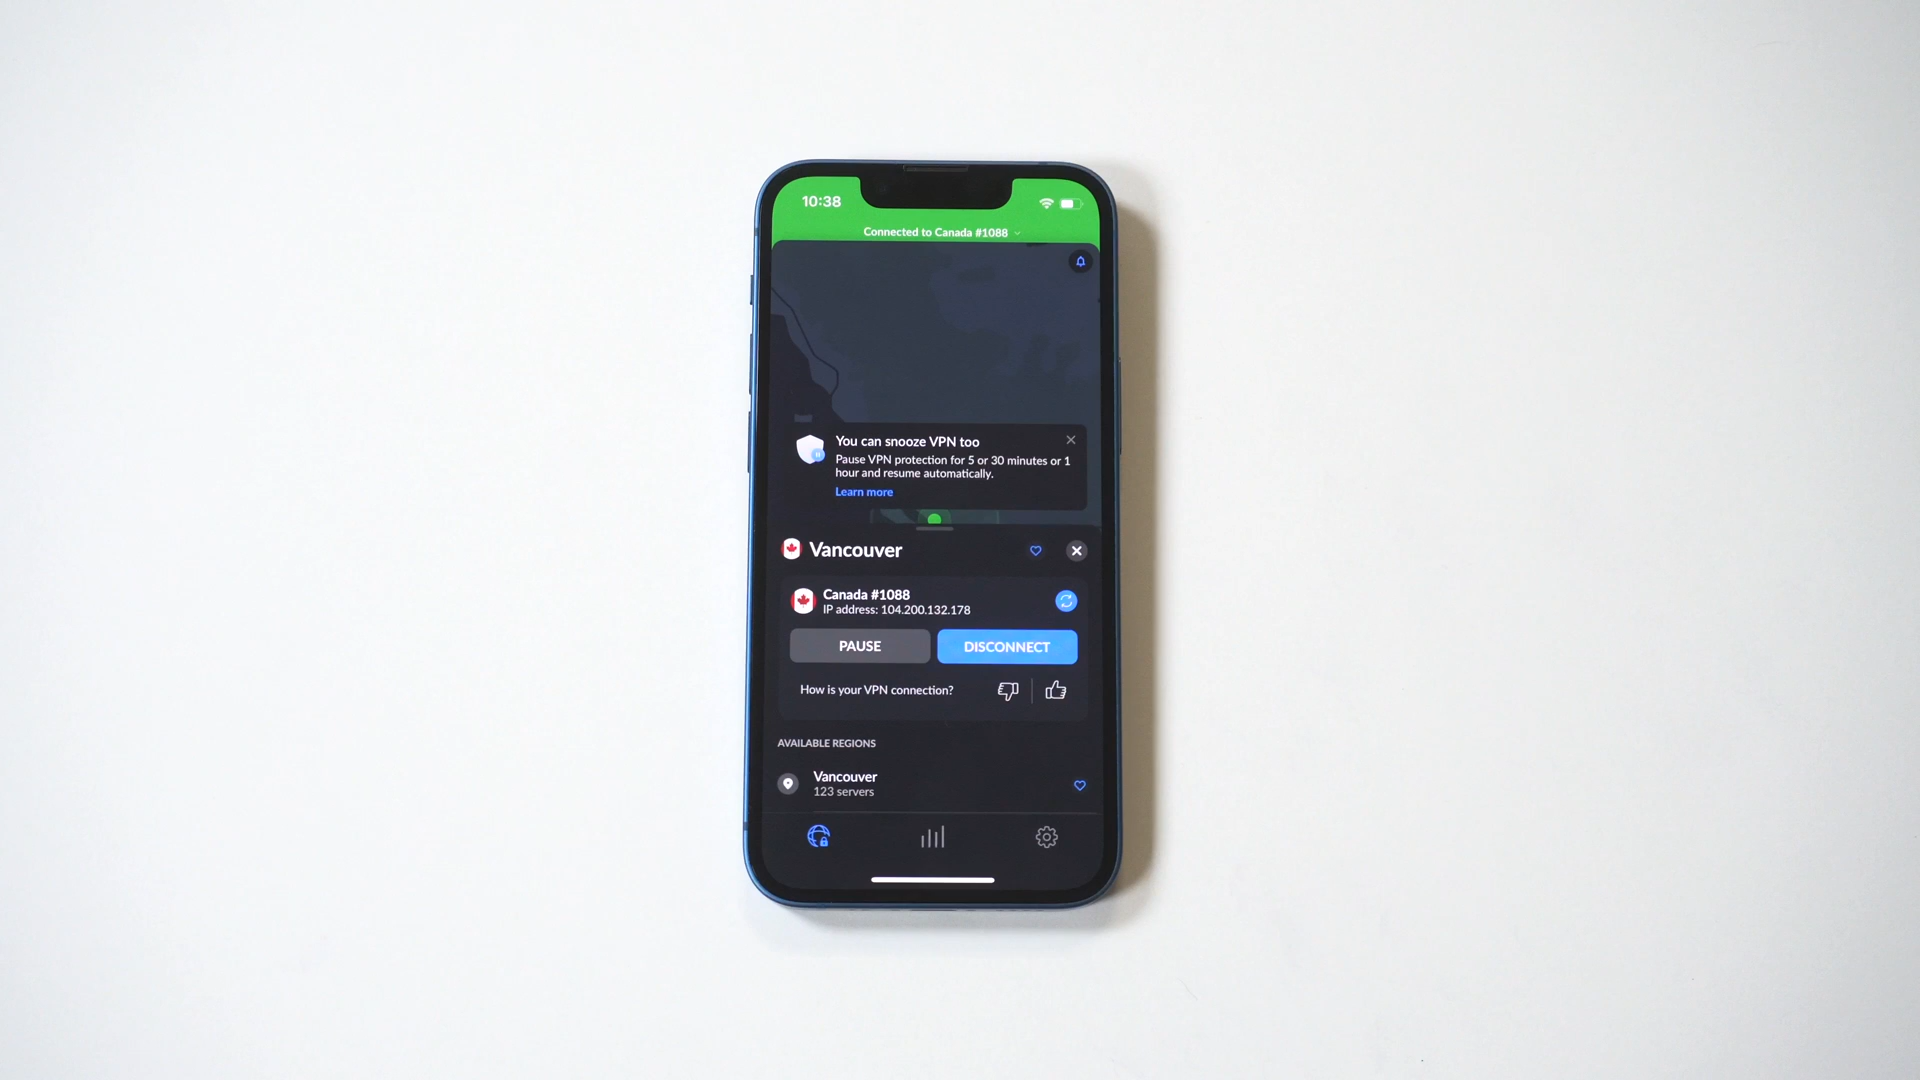 10:38
Connected to Canada #1088
You can snooze VPN too
Pause VPN protection for 5 or 30 minutes or 1
hour and resume automatically.
Learn more
Vancouver
Canada #1088
IP address: 104.200.132.178
PAUSE
DISCONNECT
How is your VPN connection?
AVAILABLE REGIONS
Vancouver
123 servers